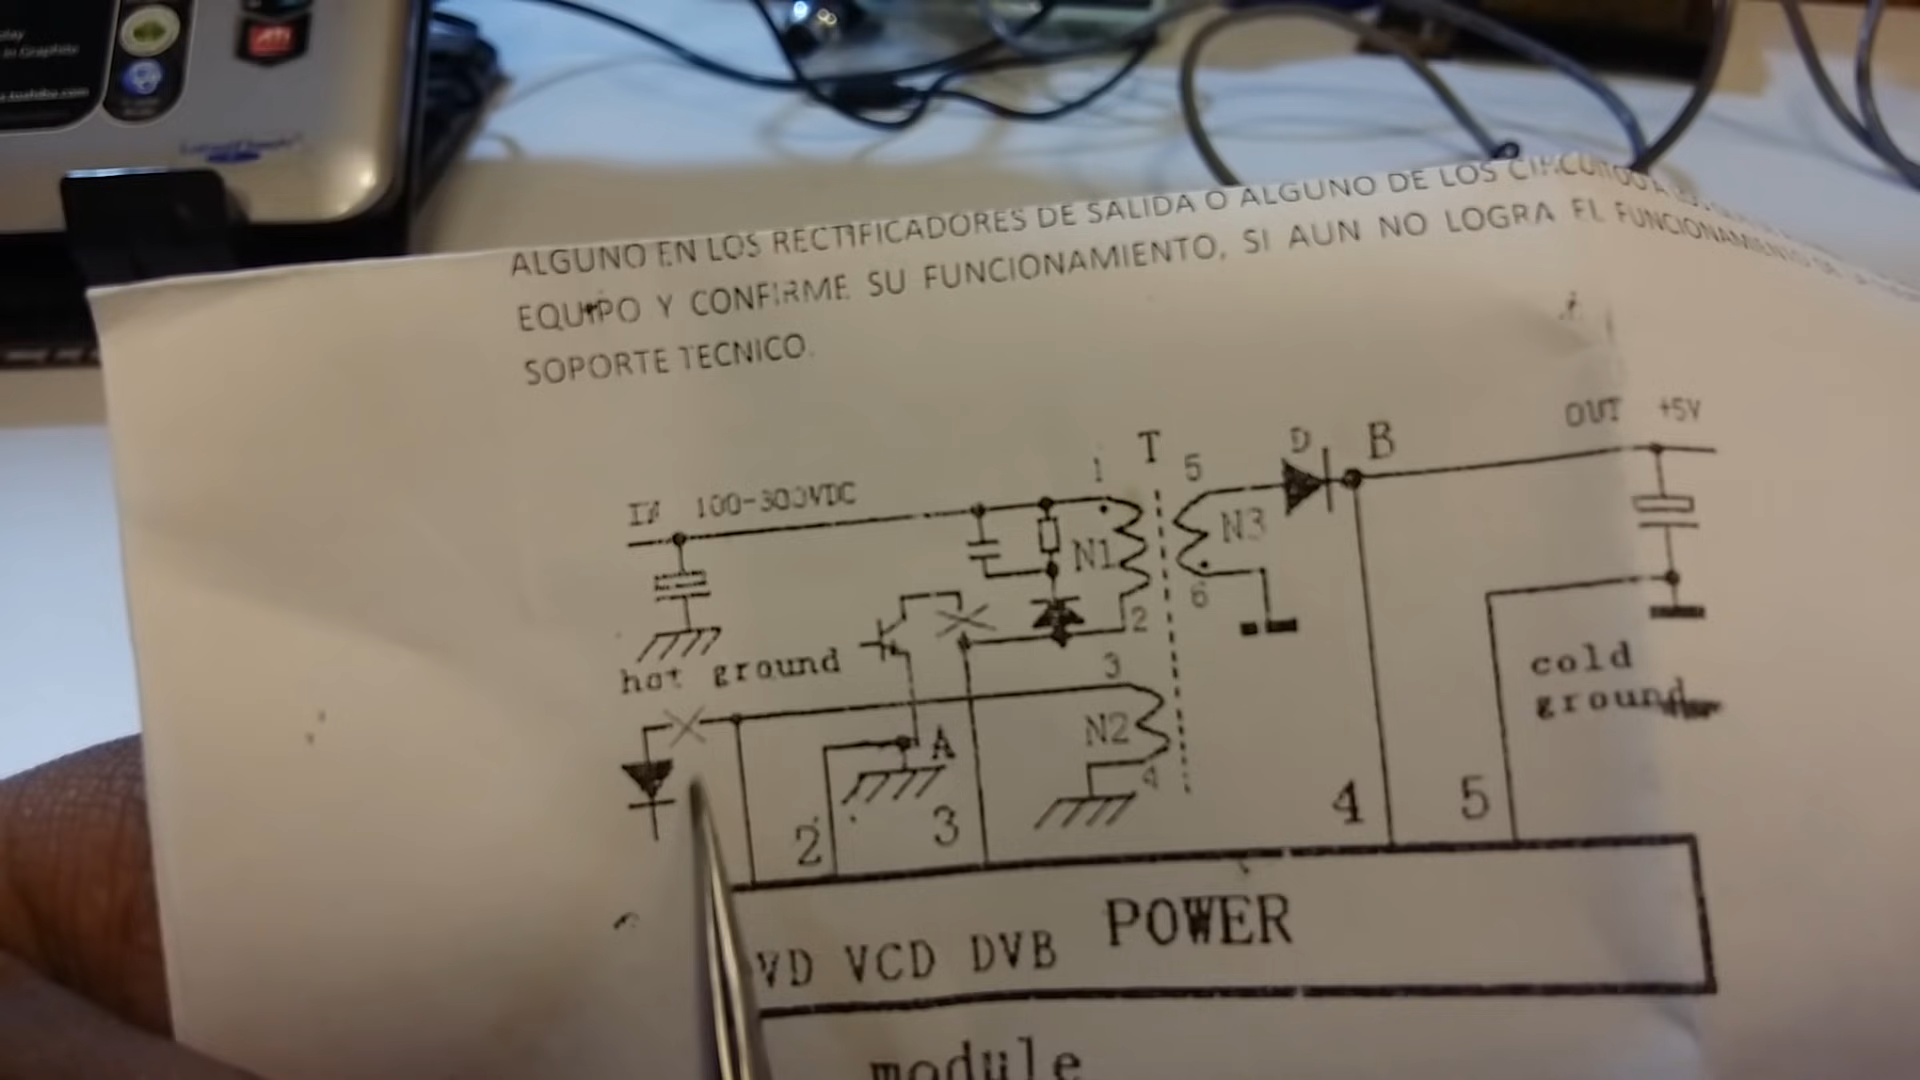 ALGUNO EN LOS RECTIFICADORES DE SALIDA O ALGUNO DE LOS CIRCUITOS
EQUIPO Y CONFIRME SU FUNCIONAMIENTO, SI AUN NO LOGRA EL FUNCIONAMIENTO DE
SOPORTE TECNICO.
OUT +5V
IN 100-300VDC
1 T 5 D B
N1 N3
2 6
hot ground
3
cold
ground
N2
A
4
2 3 4 5
POWER
VD VCD DVB
module
ATI